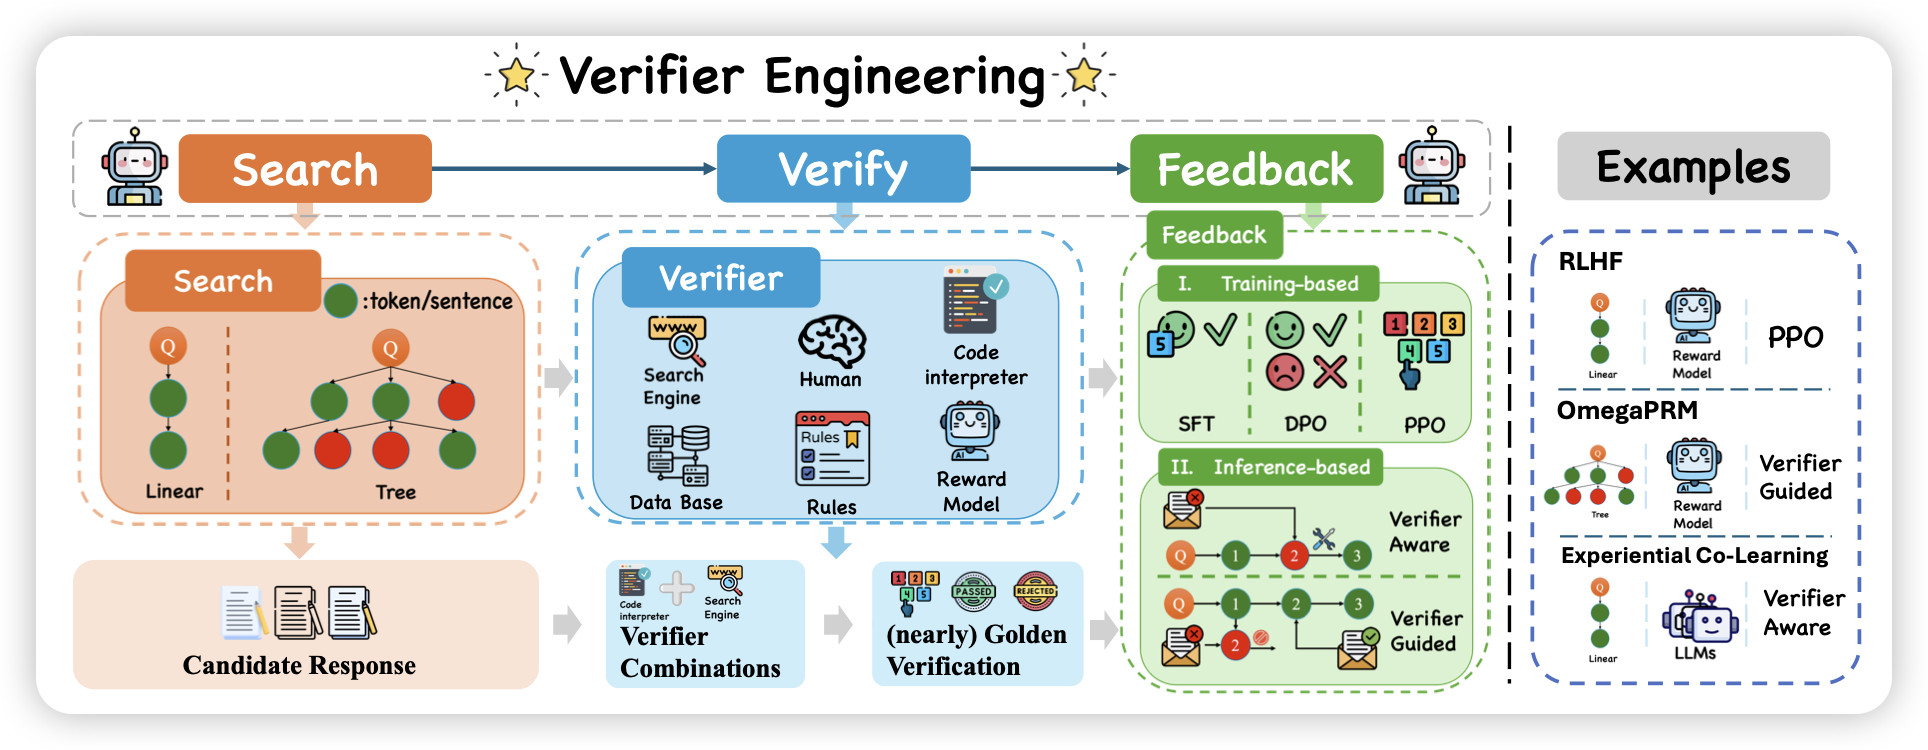 Verifier Engineering
Search
Verify
Feedback
Search
:token/sentence
Q
Q
Linear
Tree
Candidate Response
Verifier
Search
Engine
Human
Code
interpreter
Data Base
Rules
Rules
Reward
Model
AI
Code
interpreter
Search
Engine
WWW
WWW
Verifier
Combinations
1 2 3
4 5
PASSED
REJECTED
(nearly) Golden
Verification
Feedback
I. Training-based
5
1 2 3
4 5
SFT
DPO
PPO
II. Inference-based
Q 1 2 3
Verifier
Aware
Q 1 2 3
2
Verifier
Guided
Examples
RLHF
Q
Linear
AI
Reward
Model
PPO
OmegaPRM
Q
Tree
AI
Reward
Model
Verifier
Guided
Experiential Co-Learning
Q
Linear
LLMs
Verifier
Aware